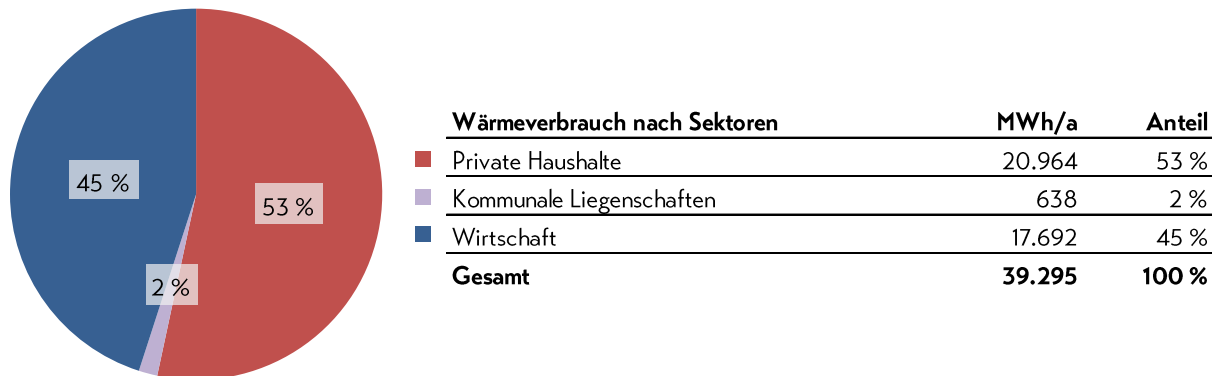 45 %
53 %
2 %
Wärmeverbrauch nach Sektoren MWh/a Anteil
Private Haushalte 20.964 53 %
Kommunale Liegenschaften 638 2 %
Wirtschaft 17.692 45 %
Gesamt 39.295 100 %